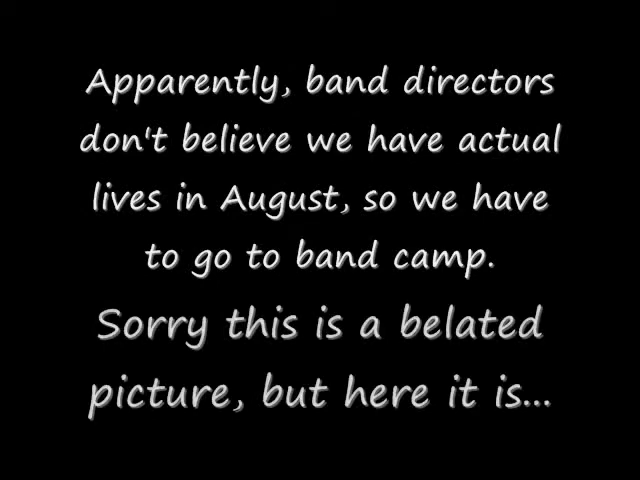 Apparently, band directors
don't believe we have actual
lives in August, so we have
to go to band camp.
Sorry this is a belated
picture, but here it is...